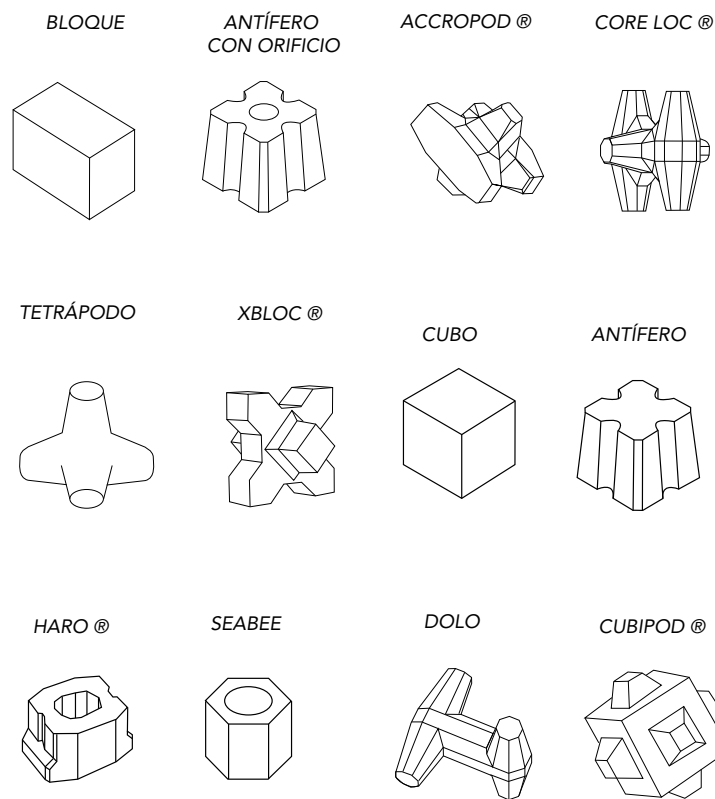 BLOQUE
ANTÍFERO
CON ORIFICIO
ACCROPOD ®
CORE LOC ®
TETRÁPODO
XBLOC ®
CUBO
ANTÍFERO
HARO ®
SEABEE
DOLO
CUBIPOD ®